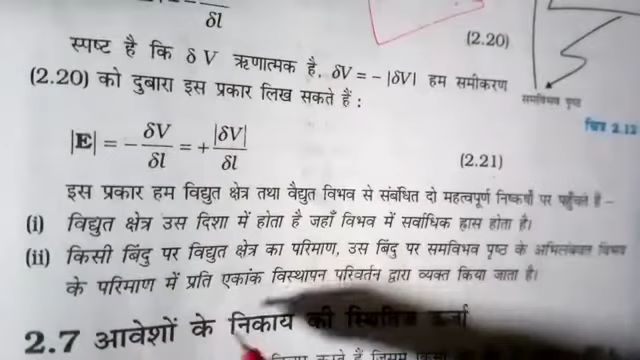 δl
(2.20)
स्पष्ट है कि δ V ऋणात्मक है, δV = − |δV| हम समीकरण
(2.20) को दुबारा इस प्रकार लिख सकते हैं :
समविभव पृष्ठ
चित्र 2.12
|E| = − δV/δl = + |δV|/δl
(2.21)
इस प्रकार हम विद्युत क्षेत्र तथा वैद्युत विभव से संबंधित दो महत्वपूर्ण निष्कर्षों पर पहुँचते हैं –
(i) विद्युत क्षेत्र उस दिशा में होता है जहाँ विभव में सर्वाधिक ह्रास होता है।
(ii) किसी बिंदु पर विद्युत क्षेत्र का परिमाण, उस बिंदु पर समविभव पृष्ठ के अभिलंबवत विभव
के परिमाण में प्रति एकांक विस्थापन परिवर्तन द्वारा व्यक्त किया जाता है।
2.7 आवेशों के निकाय की स्थितिज ऊर्जा